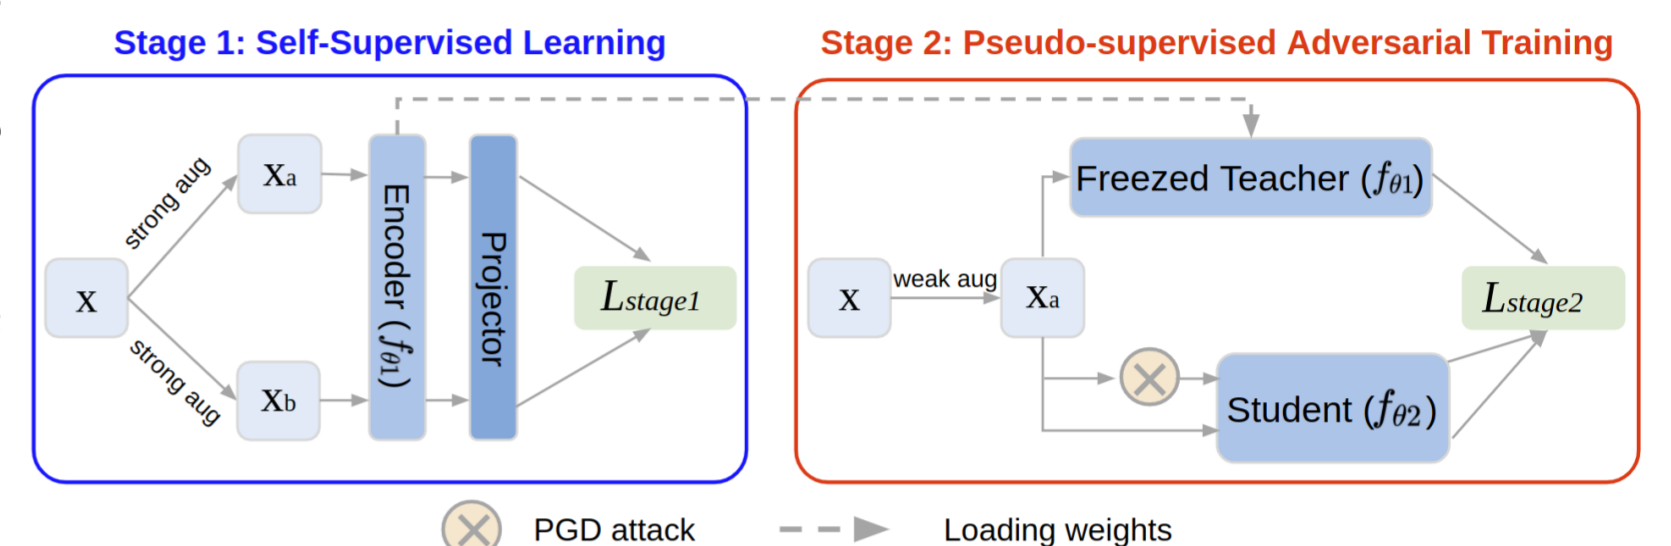 Stage 1: Self-Supervised Learning
strong aug
strong aug
x
xa
xb
Encoder (fθ1)
Projector
Lstage1
Stage 2: Pseudo-supervised Adversarial Training
x
weak aug
xa
Freezed Teacher (fθ1)
Student (fθ2)
Lstage2
PGD attack
Loading weights